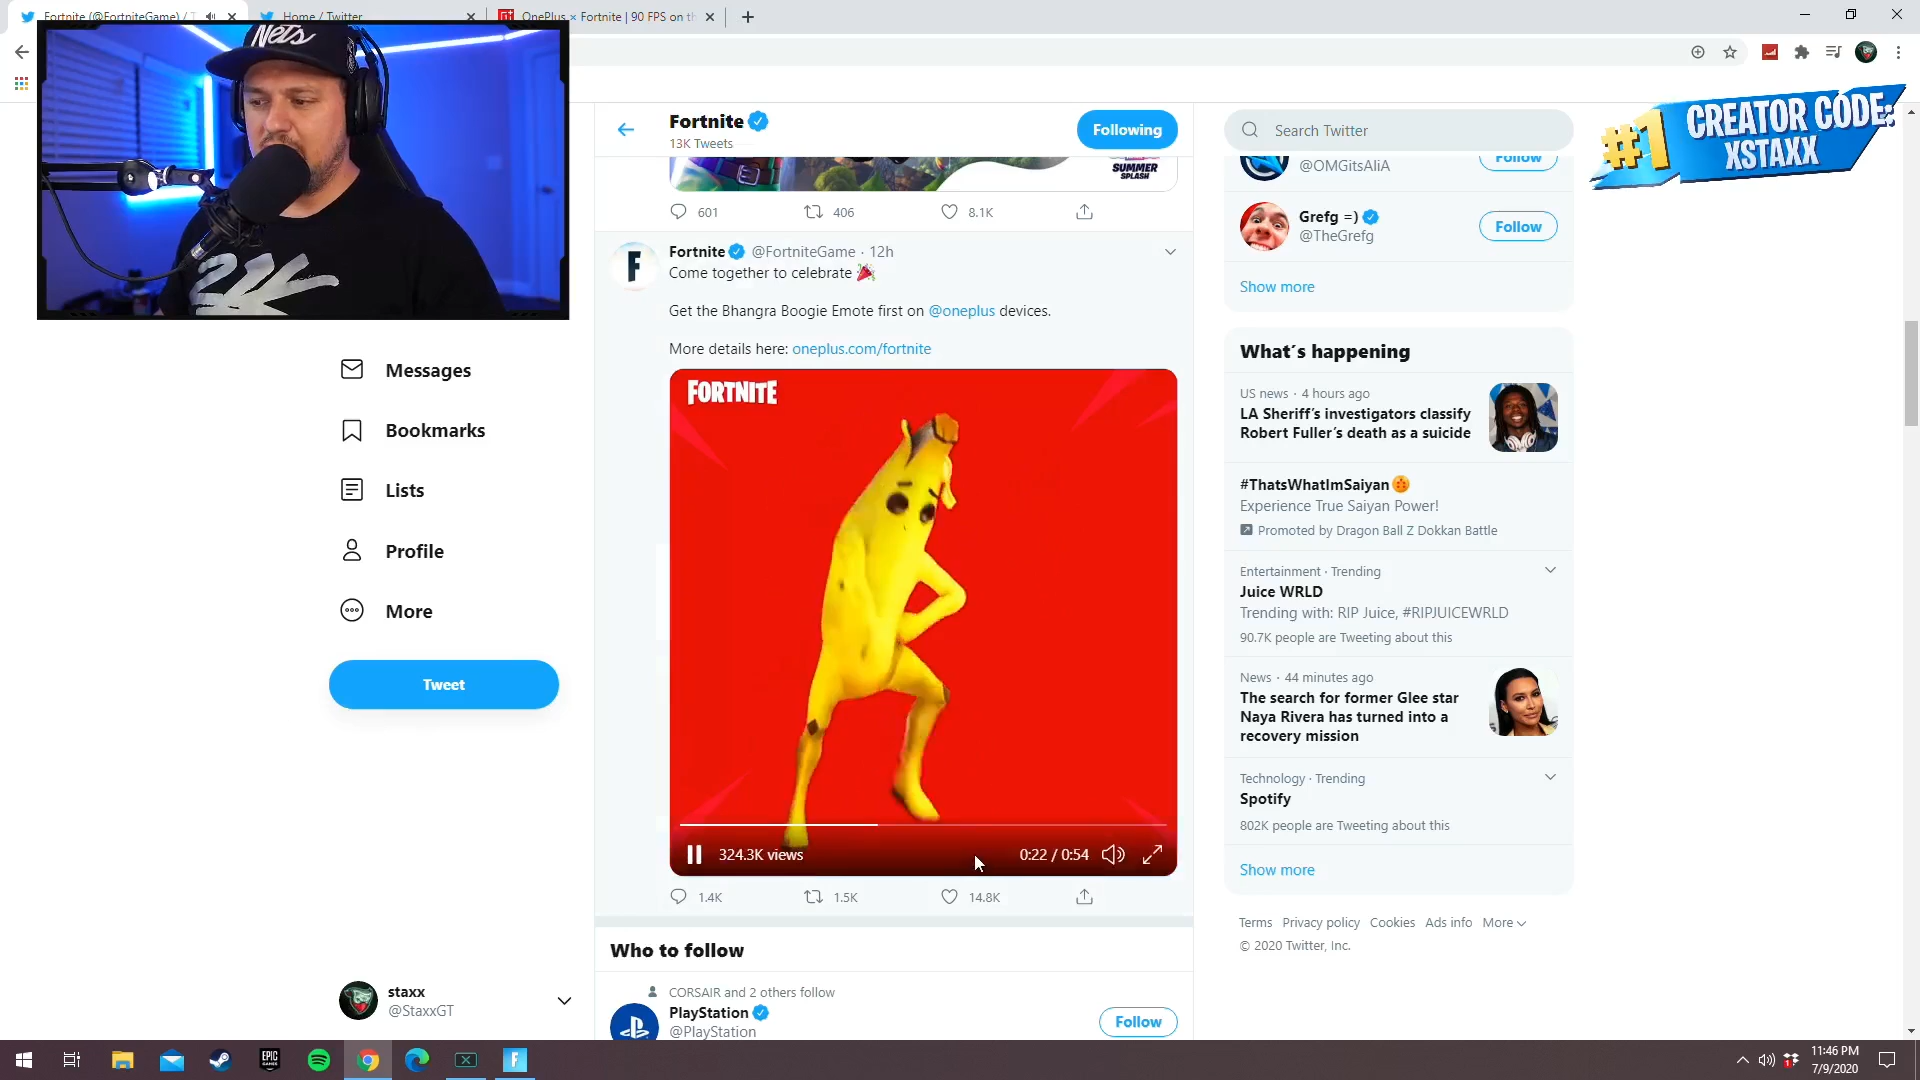 Fortnite (@FortniteGame) / T
Home / Twitter
OnePlus × Fortnite | 90 FPS on th
Nets
#1 CREATOR CODE:
XSTAXX
Fortnite
13K Tweets
Following
Search Twitter
SUMMER
SPLASH
601
406
8.1K
@OMGitsAliA
Follow
Grefg =)
@TheGrefg
Follow
Show more
Fortnite @FortniteGame · 12h
Come together to celebrate
Get the Bhangra Boogie Emote first on @oneplus devices.
More details here: oneplus.com/fortnite
FORTNITE
324.3K views
0:22 / 0:54
1.4K
1.5K
14.8K
Messages
Bookmarks
Lists
Profile
More
Tweet
staxx
@StaxxGT
What's happening
US news · 4 hours ago
LA Sheriff's investigators classify
Robert Fuller's death as a suicide
#ThatsWhatImSaiyan
Experience True Saiyan Power!
Promoted by Dragon Ball Z Dokkan Battle
Entertainment · Trending
Juice WRLD
Trending with: RIP Juice, #RIPJUICEWRLD
90.7K people are Tweeting about this
News · 44 minutes ago
The search for former Glee star
Naya Rivera has turned into a
recovery mission
Technology · Trending
Spotify
802K people are Tweeting about this
Show more
Terms Privacy policy Cookies Ads info More
© 2020 Twitter, Inc.
Who to follow
CORSAIR and 2 others follow
PlayStation
@PlayStation
Follow
EPIC
GAMES
11:46 PM
7/9/2020